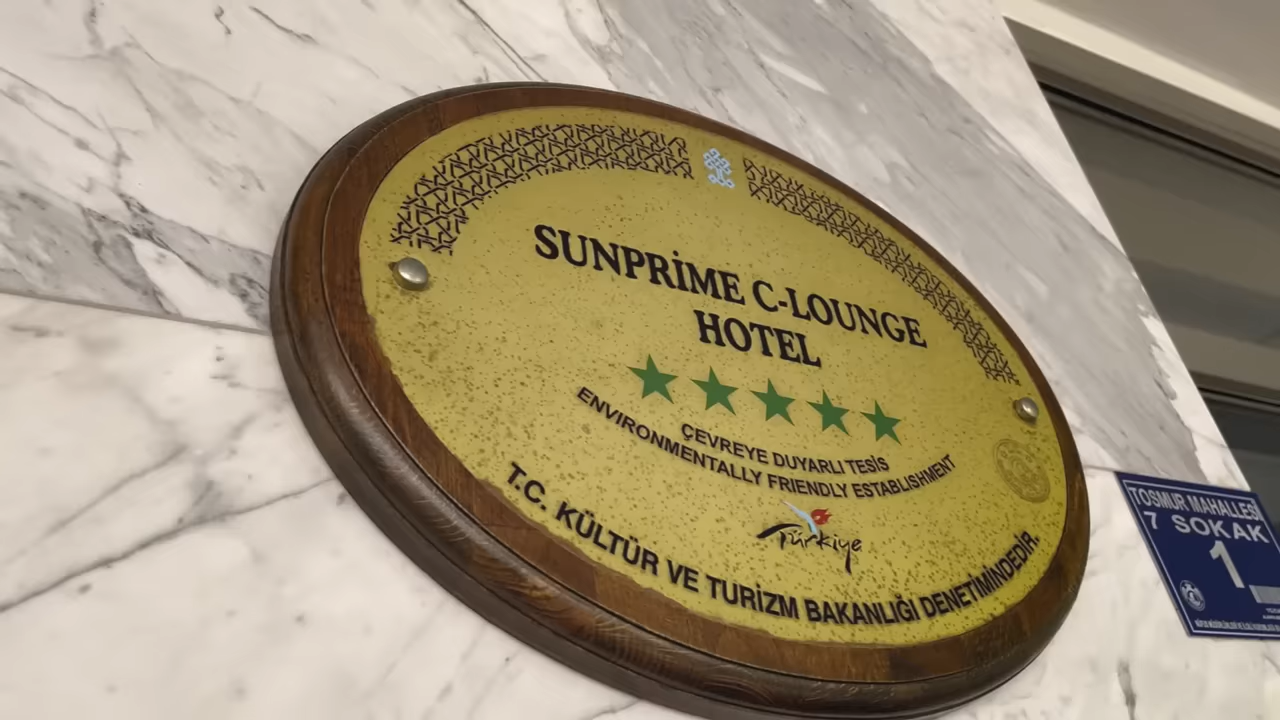 SUNPRİME C-LOUNGE
HOTEL
ÇEVREYE DUYARLI TESİS
ENVIRONMENTALLY FRIENDLY ESTABLISHMENT
Türkiye
T.C. KÜLTÜR VE TURİZM BAKANLIĞI DENETİMİNDEDİR.
TOSMUR MAHALLESİ
7 SOKAK
1